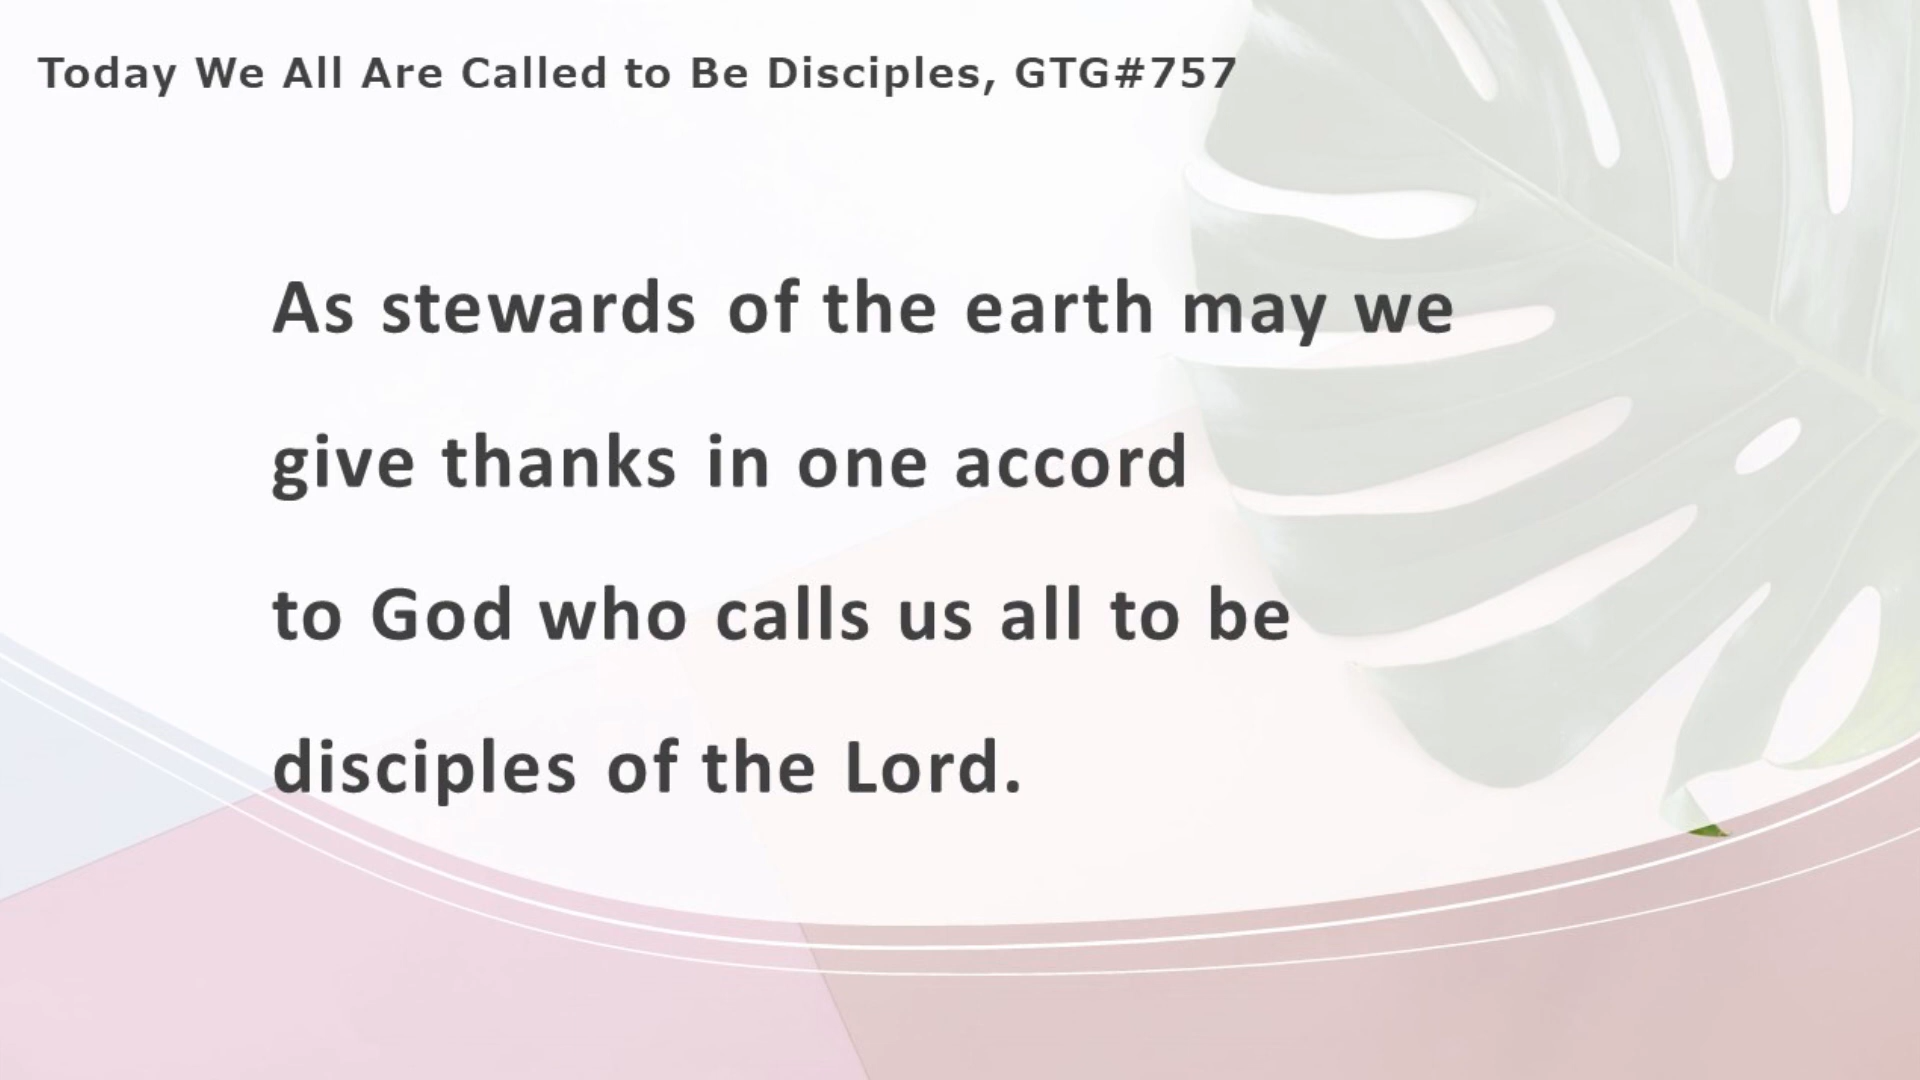 Today We All Are Called to Be Disciples, GTG#757
As stewards of the earth may we
give thanks in one accord
to God who calls us all to be
disciples of the Lord.